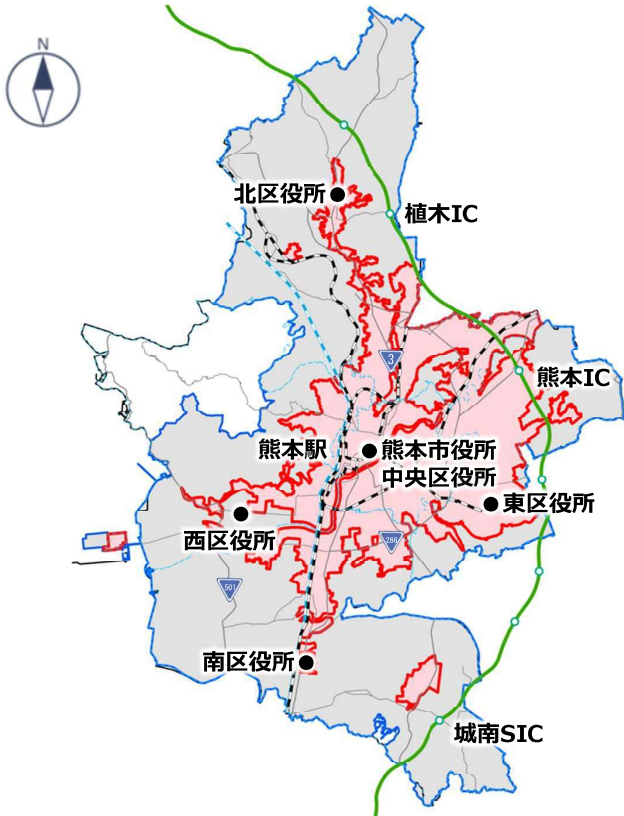 N
北区役所
植木IC
3
熊本IC
熊本駅
熊本市役所
中央区役所
東区役所
西区役所
266
501
南区役所
城南SIC